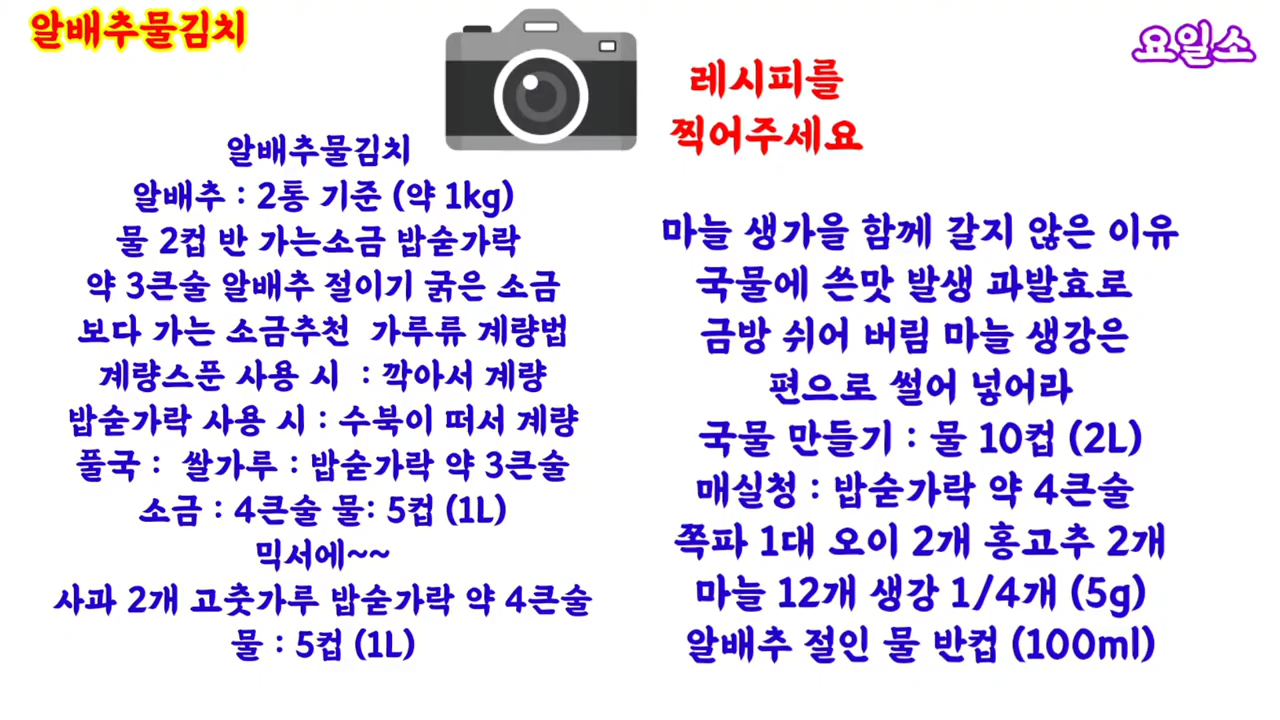 알배추물김치
요일소
레시피를
찍어주세요
알배추물김치
알배추 : 2통 기준 (약 1kg)
물 2컵 반 가는소금 밥숟가락
약 3큰술 알배추 절이기 굵은 소금
보다 가는 소금추천 가루류 계량법
계량스푼 사용 시 : 깍아서 계량
밥숟가락 사용 시 : 수북이 떠서 계량
풀국 : 쌀가루 : 밥숟가락 약 3큰술
소금 : 4큰술 물: 5컵 (1L)
믹서에~~
사과 2개 고춧가루 밥숟가락 약 4큰술
물 : 5컵 (1L)
마늘 생가을 함께 갈지 않은 이유
국물에 쓴맛 발생 과발효로
금방 쉬어 버림 마늘 생강은
편으로 썰어 넣어라
국물 만들기 : 물 10컵 (2L)
매실청 : 밥숟가락 약 4큰술
쪽파 1대 오이 2개 홍고추 2개
마늘 12개 생강 1/4개 (5g)
알배추 절인 물 반컵 (100ml)